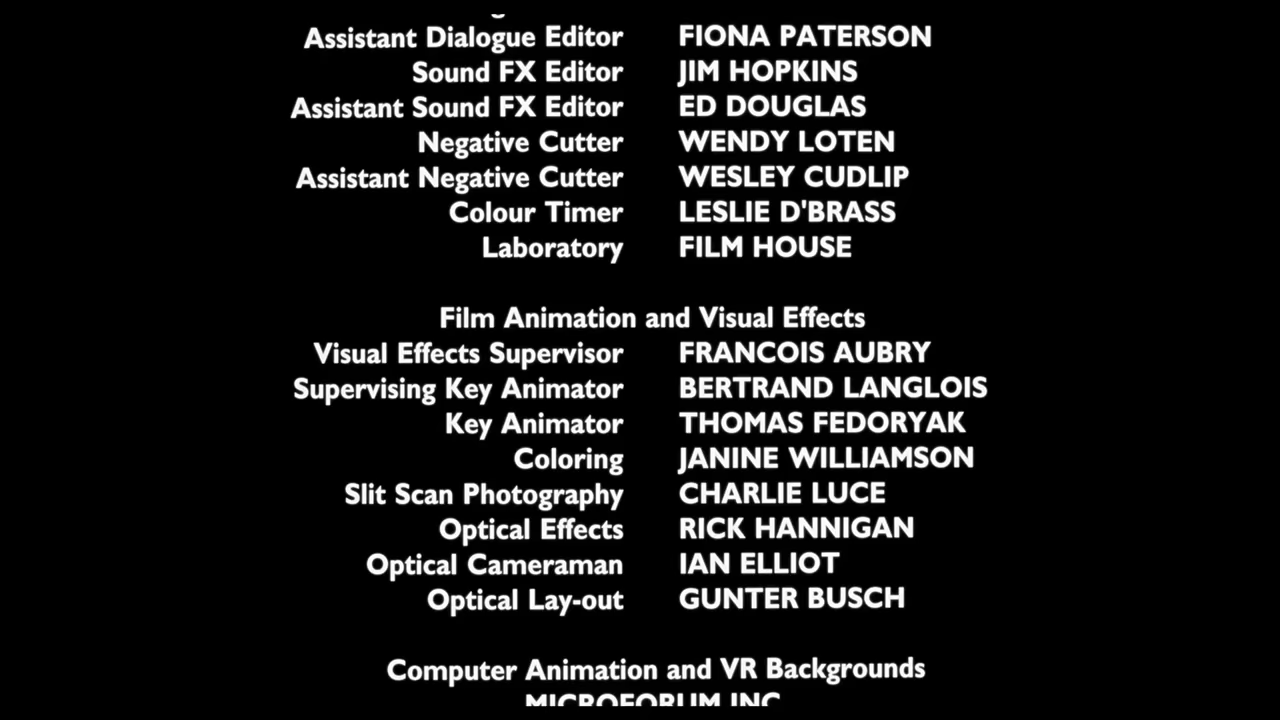 Assistant Dialogue Editor FIONA PATERSON
Sound FX Editor JIM HOPKINS
Assistant Sound FX Editor ED DOUGLAS
Negative Cutter WENDY LOTEN
Assistant Negative Cutter WESLEY CUDLIP
Colour Timer LESLIE D'BRASS
Laboratory FILM HOUSE
Film Animation and Visual Effects
Visual Effects Supervisor FRANCOIS AUBRY
Supervising Key Animator BERTRAND LANGLOIS
Key Animator THOMAS FEDORYAK
Coloring JANINE WILLIAMSON
Slit Scan Photography CHARLIE LUCE
Optical Effects RICK HANNIGAN
Optical Cameraman IAN ELLIOT
Optical Lay-out GUNTER BUSCH
Computer Animation and VR Backgrounds
MICROFORUM INC